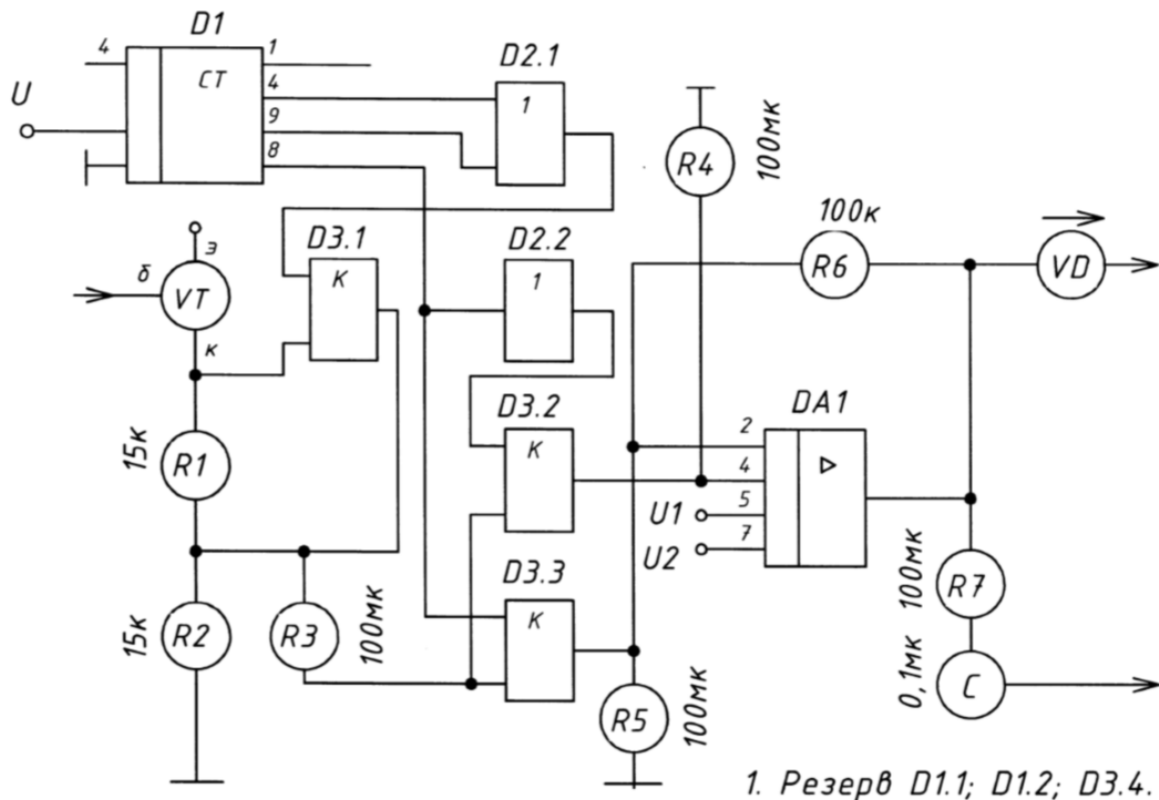 D1
4
СТ
1
4
9
8
U
D2.1
1
R4
100мк
D3.1
К
э
б
VT
к
D2.2
1
100к
R6
VD
15к
R1
D3.2
К
DA1
2
4
5
7
U1
U2
15к
R2
R3
100мк
D3.3
К
R5
100мк
100мк
R7
0,1мк
С
1. Резерв D1.1; D1.2; D3.4.